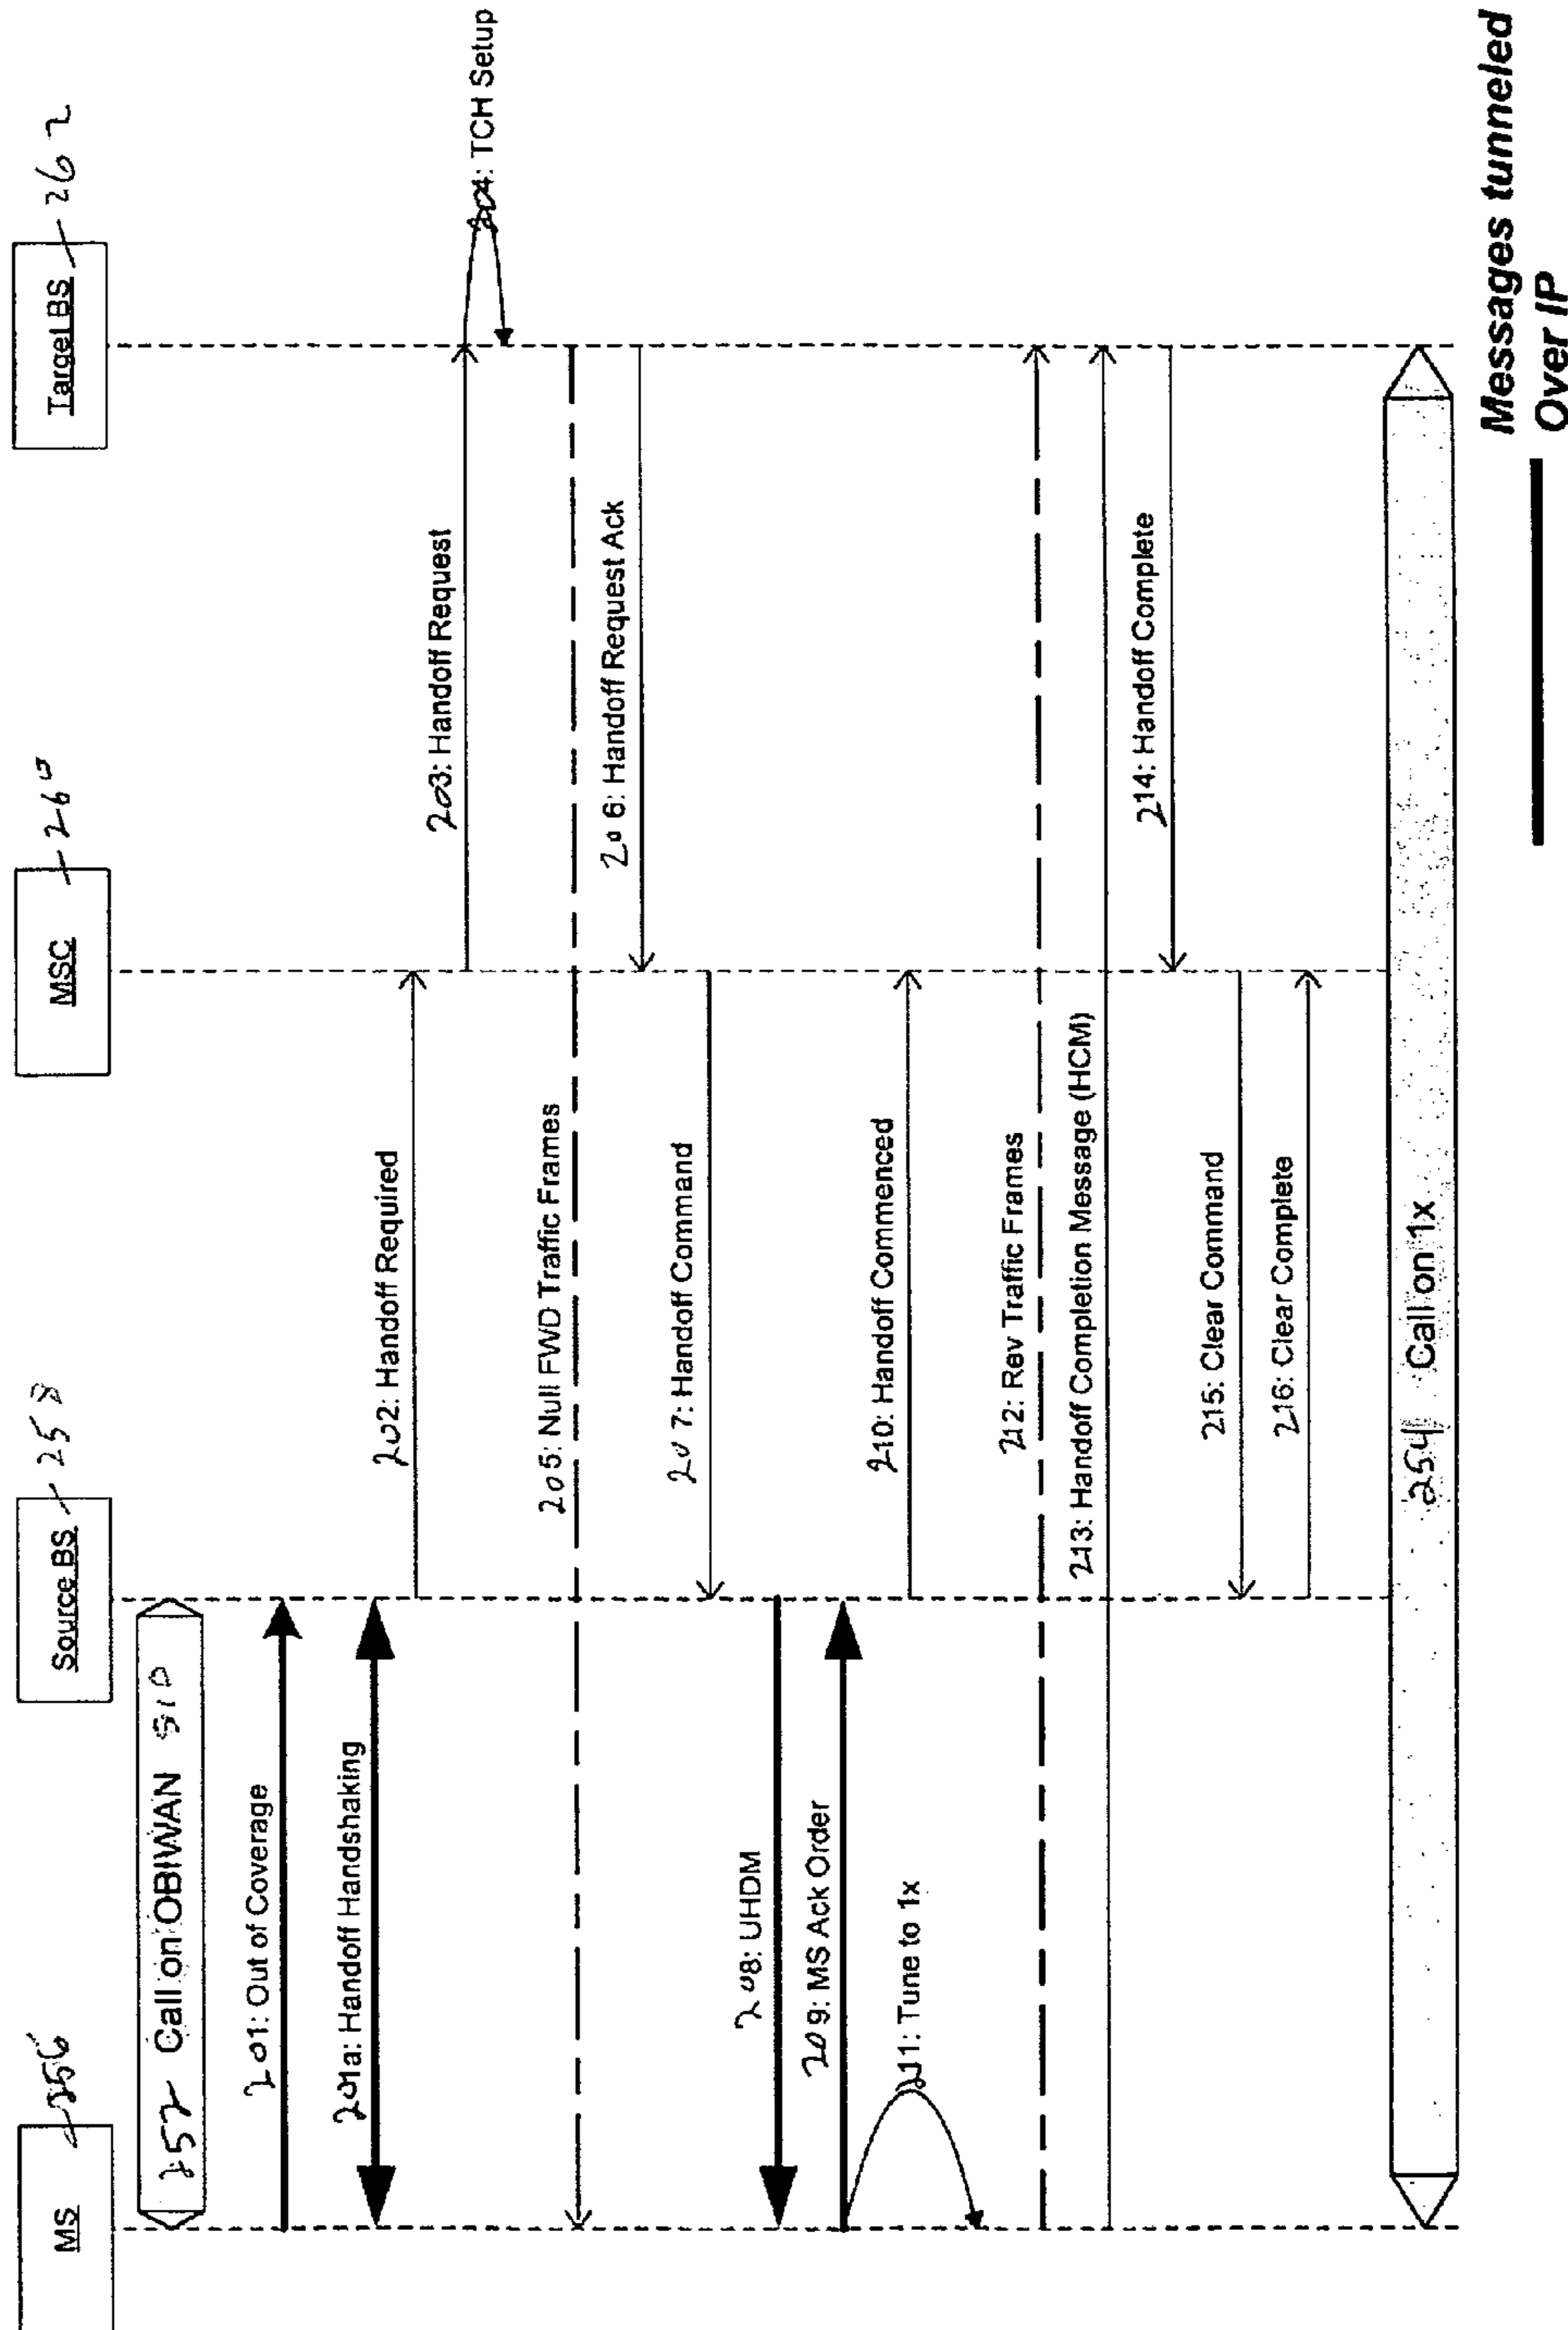 MS 256
Source BS 258
MSC 260
Target BS 262
252 Call on OBIWAN 510
201: Out of Coverage
201a: Handoff Handshaking
202: Handoff Required
203: Handoff Request
204: TCH Setup
205: Null FWD Traffic Frames
206: Handoff Request Ack
207: Handoff Command
208: UHDM
209: MS Ack Order
210: Handoff Commenced
211: Tune to 1x
212: Rev Traffic Frames
213: Handoff Completion Message (HCM)
214: Handoff Complete
215: Clear Command
216: Clear Complete
254 Call on 1x
Messages tunneled
Over IP